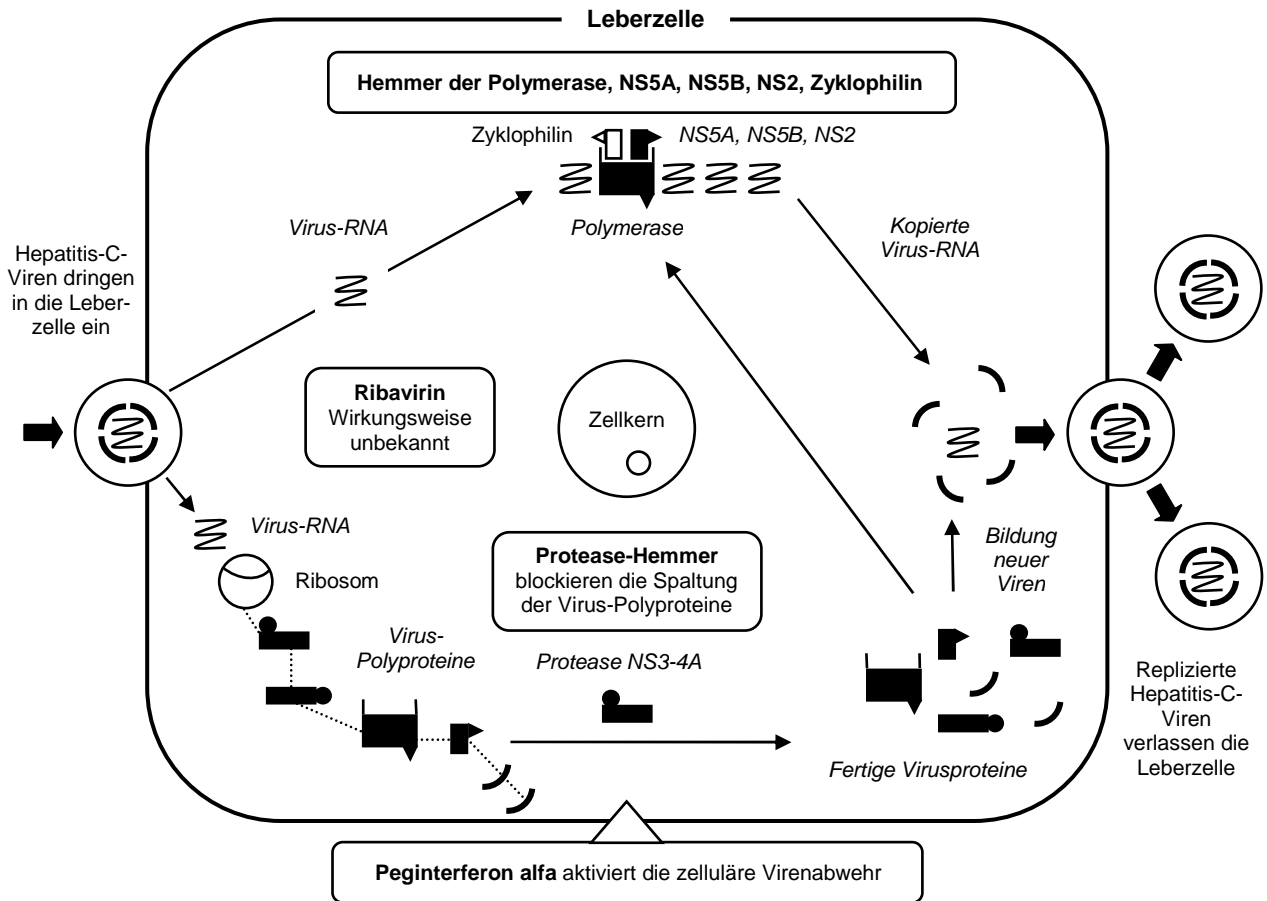 Leberzelle
Hemmer der Polymerase, NS5A, NS5B, NS2, Zyklophilin
Zyklophilin
NS5A, NS5B, NS2
Virus-RNA
Polymerase
Kopierte
Virus-RNA
Hepatitis-C-
Viren dringen
in die Leber-
zelle ein
Ribavirin
Wirkungsweise
unbekannt
Zellkern
Virus-RNA
Ribosom
Protease-Hemmer
blockieren die Spaltung
der Virus-Polyproteine
Bildung
neuer
Viren
Virus-
Polyproteine
Protease NS3-4A
Fertige Virusproteine
Replizierte
Hepatitis-C-
Viren
verlassen die
Leberzelle
Peginterferon alfa aktiviert die zelluläre Virenabwehr